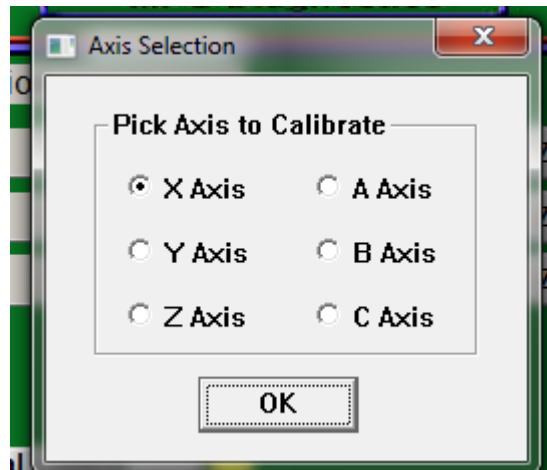 Axis Selection
Pick Axis to Calibrate
X Axis
A Axis
Y Axis
B Axis
Z Axis
C Axis
OK